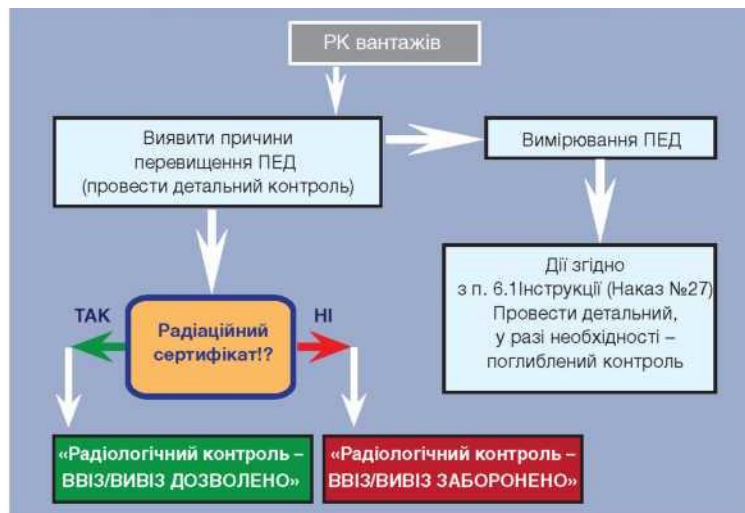 РК вантажів
Виявити причини
перевищення ПЕД
(провести детальний контроль)
Вимірювання ПЕД
Дії згідно
з п. 6.1Інструкції (Наказ №27)
Провести детальний,
у разі необхідності –
поглиблений контроль
ТАК
НІ
Радіаційний
сертифікат!?
«Радіологічний контроль –
ВВІЗ/ВИВІЗ ДОЗВОЛЕНО»
«Радіологічний контроль –
ВВІЗ/ВИВІЗ ЗАБОРОНЕНО»